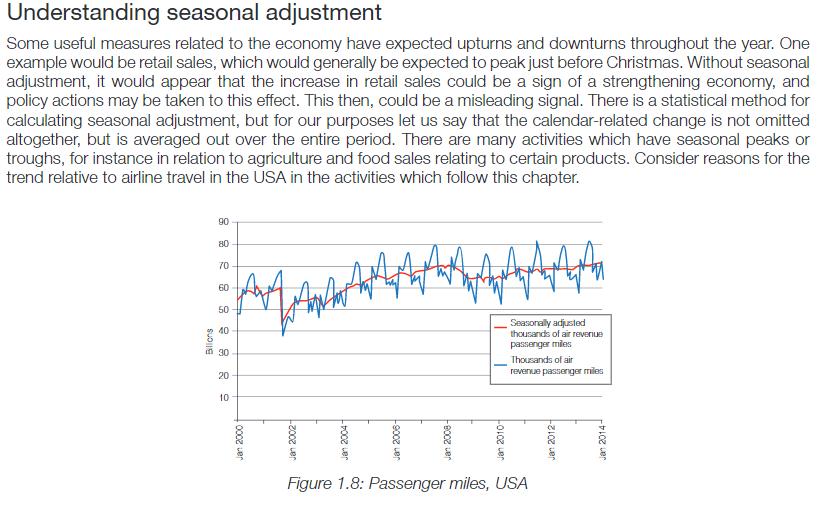 Understanding seasonal adjustment
Some useful measures related to the economy have expected upturns and downturns throughout the year. One
example would be retail sales, which would generally be expected to peak just before Christmas. Without seasonal
adjustment, it would appear that the increase in retail sales could be a sign of a strengthening economy, and
policy actions may be taken to this effect. This then, could be a misleading signal. There is a statistical method for
calculating seasonal adjustment, but for our purposes let us say that the calendar-related change is not omitted
altogether, but is averaged out over the entire period. There are many activities which have seasonal peaks or
troughs, for instance in relation to agriculture and food sales relating to certain products. Consider reasons for the
trend relative to airline travel in the USA in the activities which follow this chapter.
90
80
70
60
50
40
30
20
10
Billions
Seasonally adjusted
thousands of air revenue
passenger miles
Thousands of air
revenue passenger miles
Jan 2000
Jan 2002
Jan 2004
Jan 2006
Jan 2008
Jan 2010
Jan 2012
Jan 2014
Figure 1.8: Passenger miles, USA